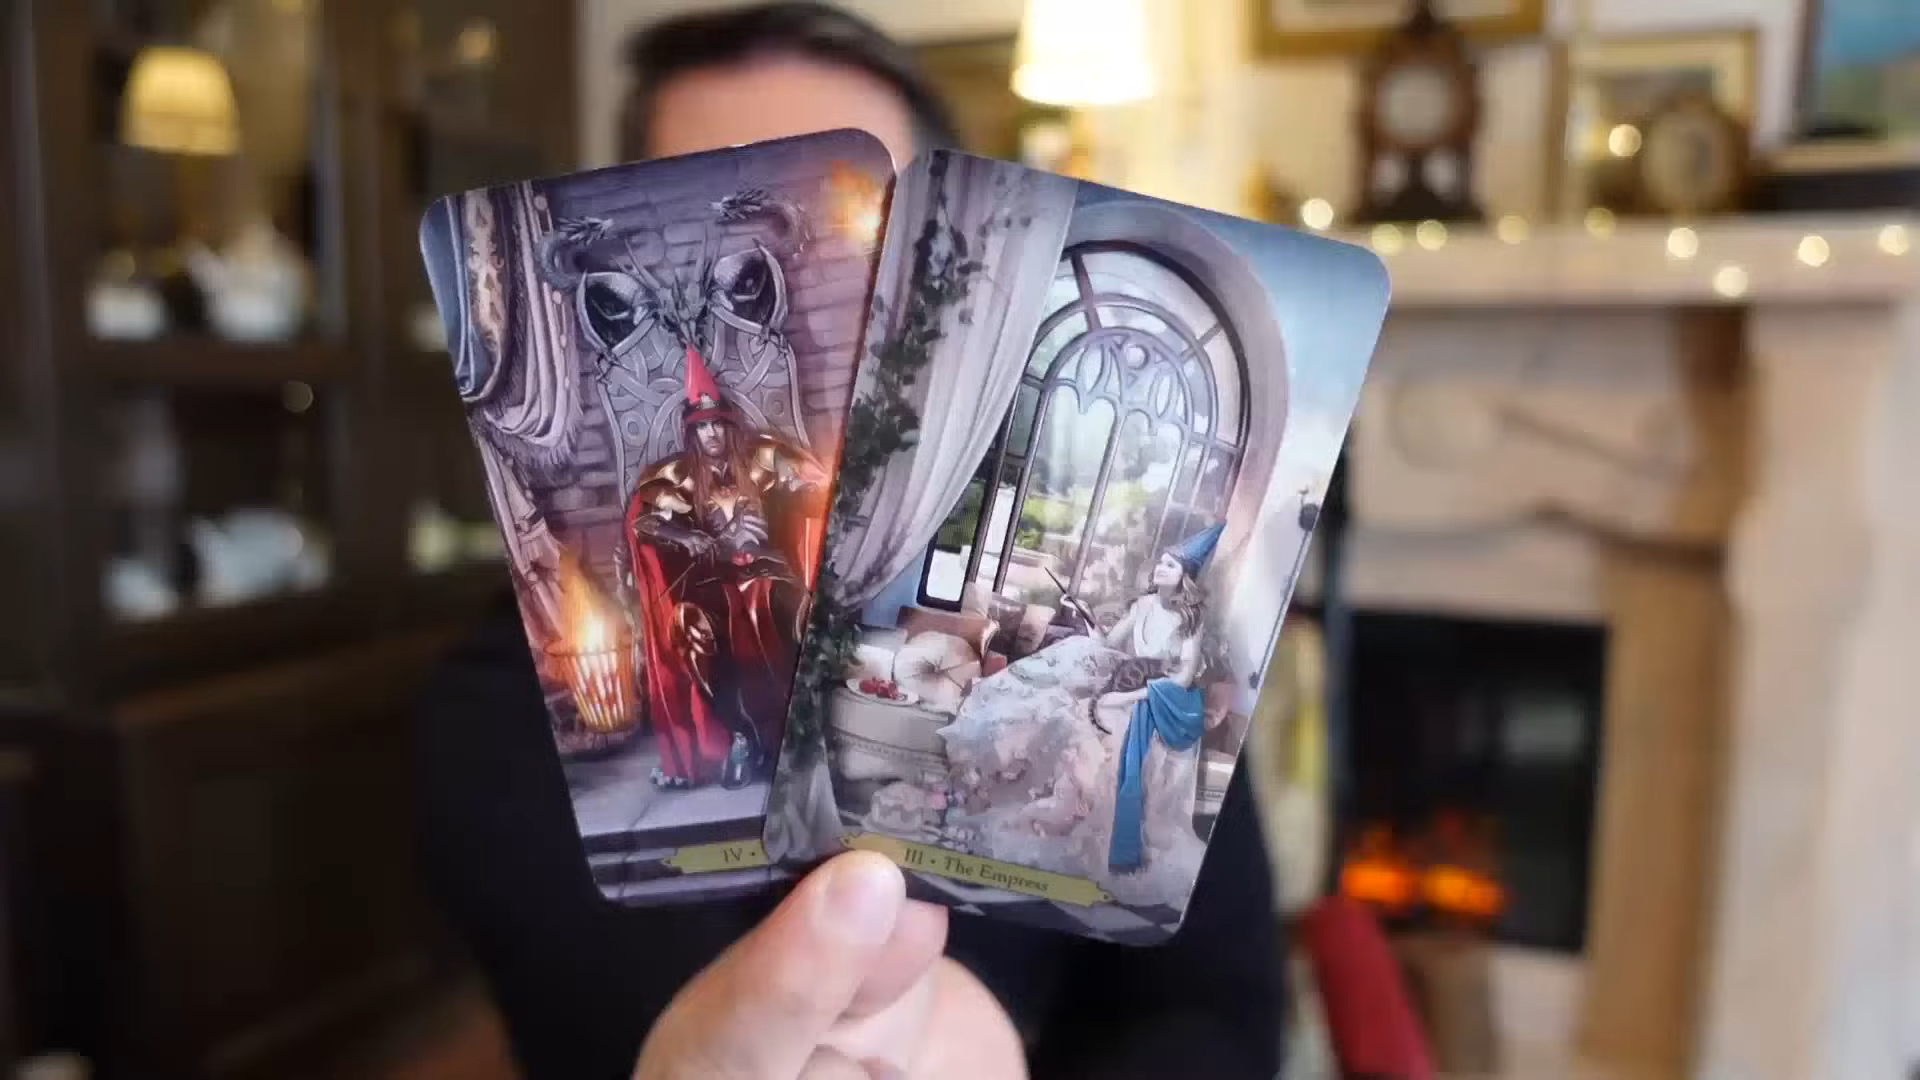 IV •
III • The Empress